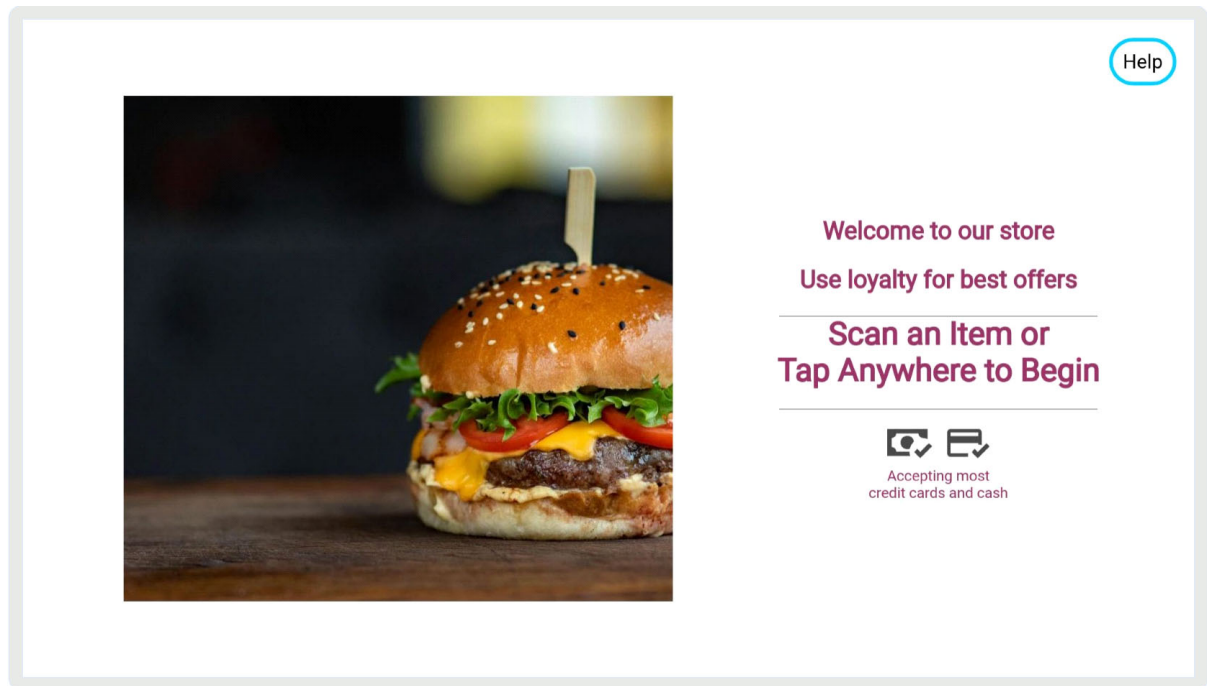 Help
Welcome to our store
Use loyalty for best offers
Scan an Item or
Tap Anywhere to Begin
Accepting most
credit cards and cash